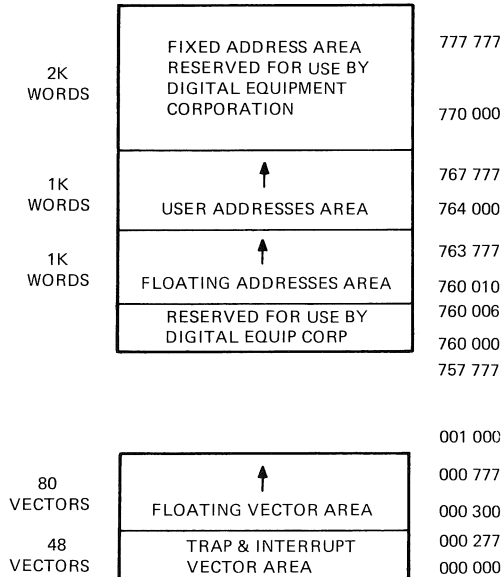 FIXED ADDRESS AREA
RESERVED FOR USE BY
DIGITAL EQUIPMENT
CORPORATION
2K
WORDS
777 777
770 000
1K
WORDS
USER ADDRESSES AREA
767 777
764 000
1K
WORDS
FLOATING ADDRESSES AREA
763 777
760 010
RESERVED FOR USE BY
DIGITAL EQUIP CORP
760 006
760 000
757 777
001 000
80
VECTORS
FLOATING VECTOR AREA
000 777
000 300
48
VECTORS
TRAP & INTERRUPT
VECTOR AREA
000 277
000 000